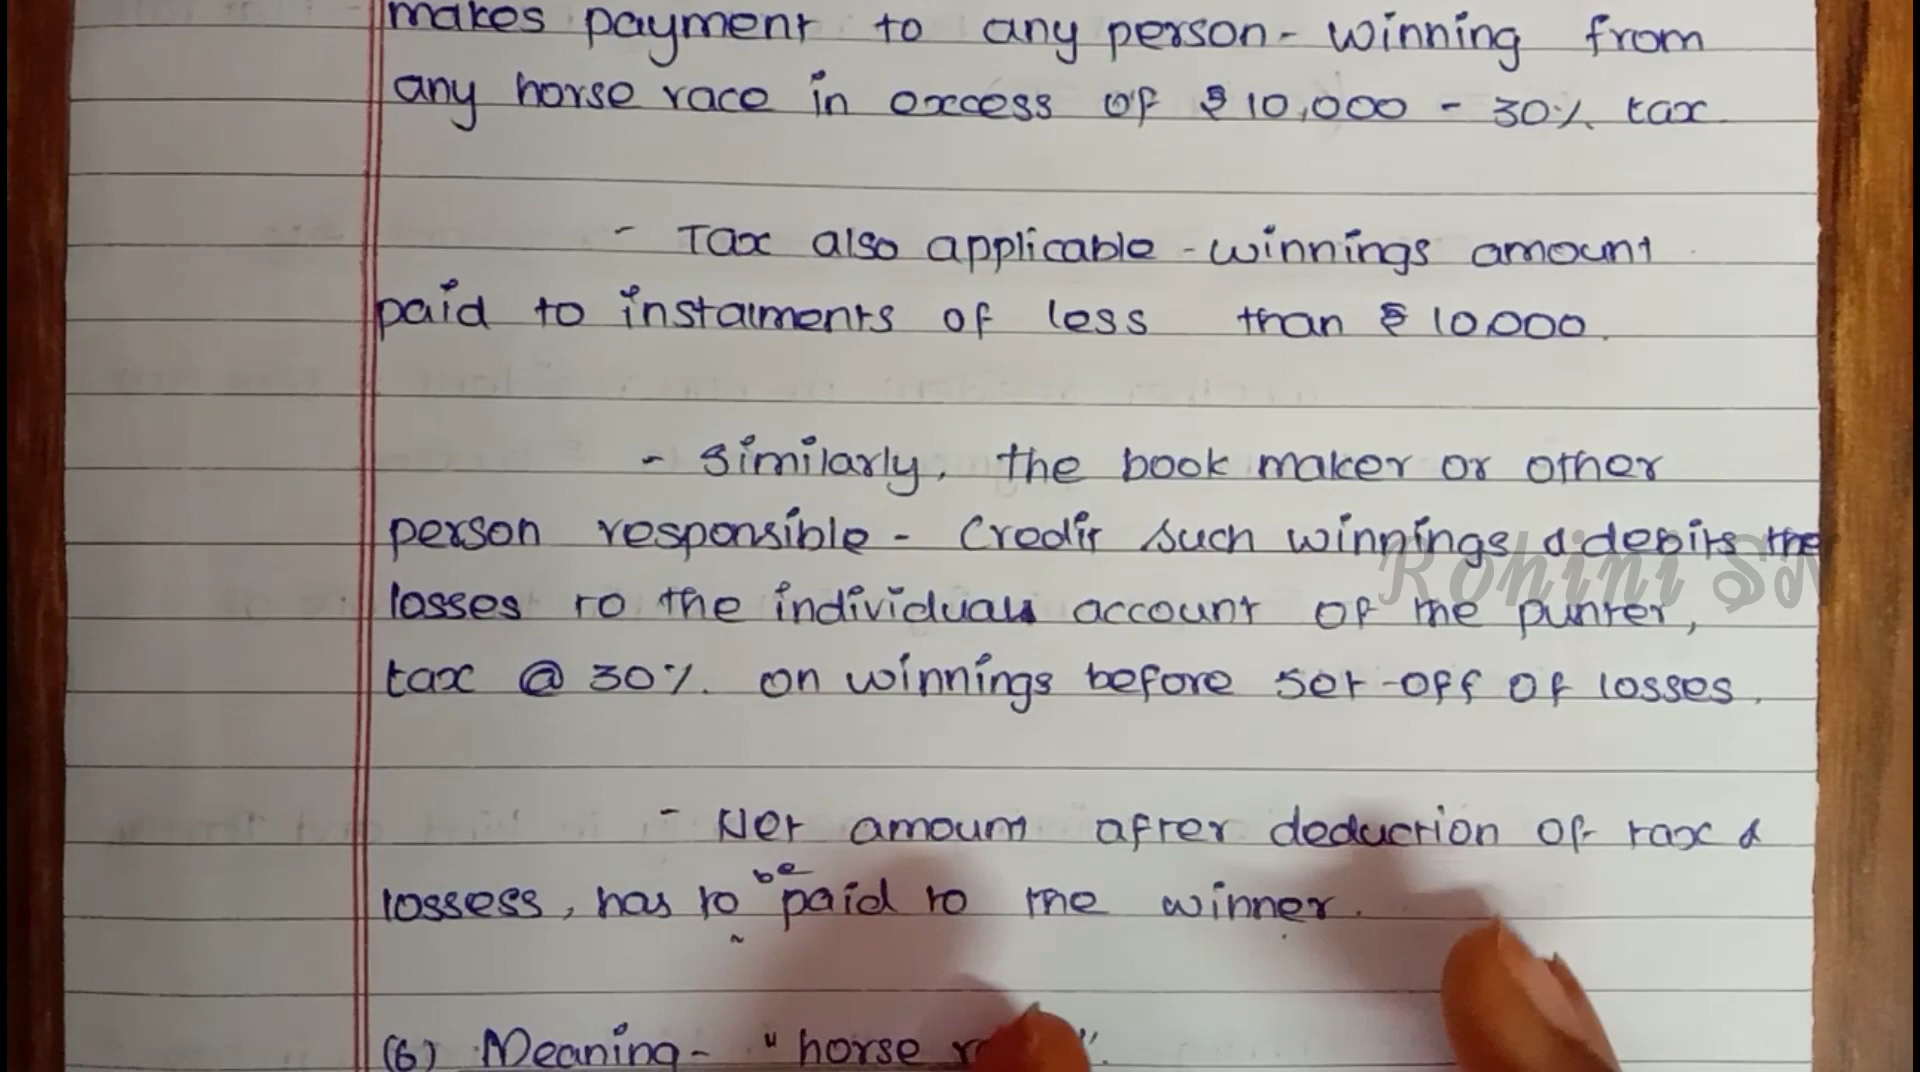 makes payment to any person - winning from
any horse race in excess of ₹ 10,000 - 30% tax
- Tax also applicable - winnings amount
paid to instalments of less than ₹ 10,000.
- Similarly, the book maker or other
person responsible - Credit such winnings & debits the
losses to the individual account of the punter,
tax @ 30% on winnings before set-off of losses.
- Net amount after deduction of tax &
lossess, has to be paid to the winner.
(6) Meaning - "horse
Rohini